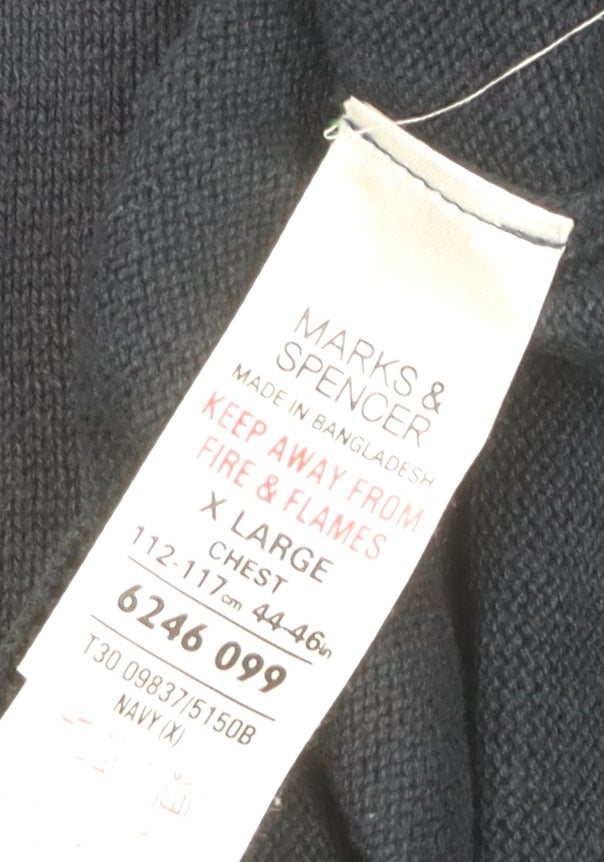 MARKS &
SPENCER
MADE IN BANGLADESH
KEEP AWAY FROM
FIRE & FLAMES
X LARGE
CHEST
112-117cm 44-46in
6246 099
T30 09837/5150B
NAVY (X)